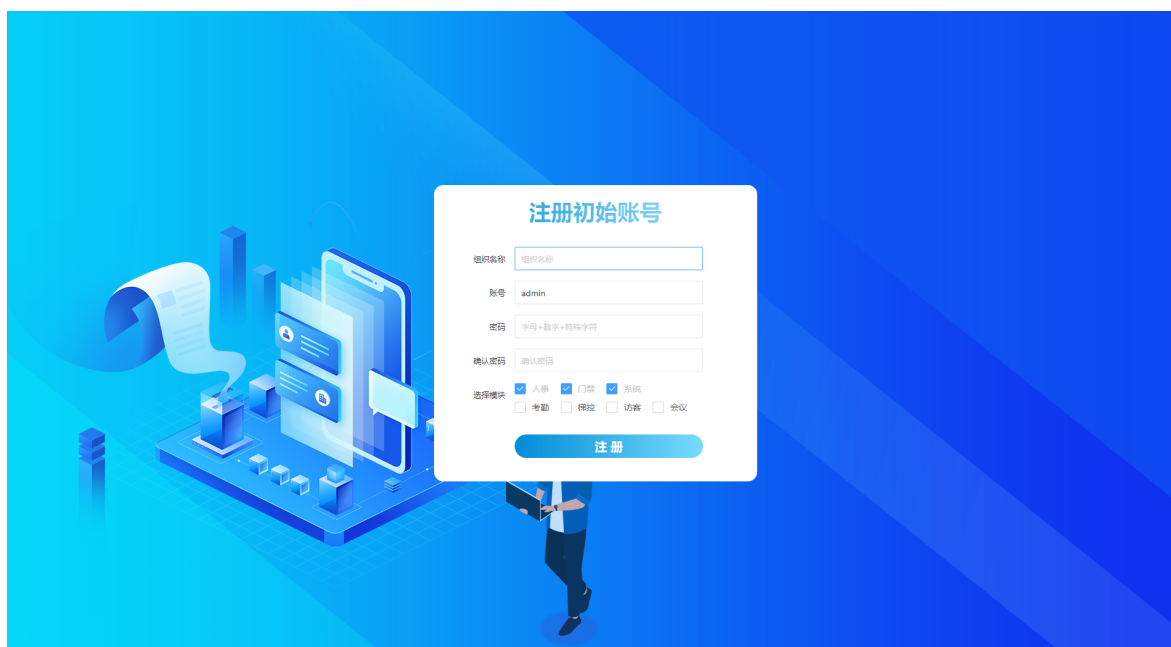 注册初始账号
组织名称 组织名称
账号 admin
密码 字母+数字+特殊字符
确认密码 确认密码
选择模块 人事 门禁 系统
考勤 梯控 访客 会议
注 册